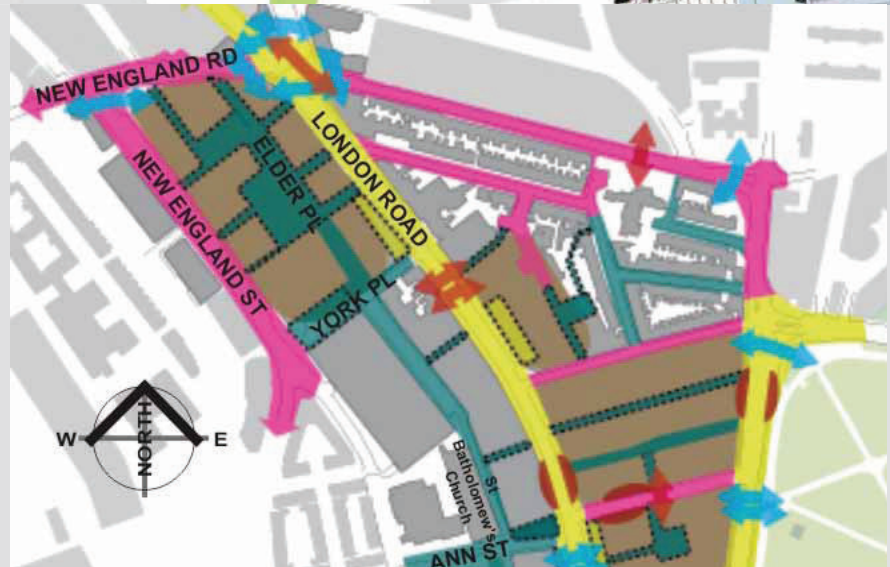 NEW ENGLAND RD
LONDON ROAD
ELDER PL
NEW ENGLAND ST
YORK PL
W
NORTH
E
St
Batholomew's
Church
ANN ST